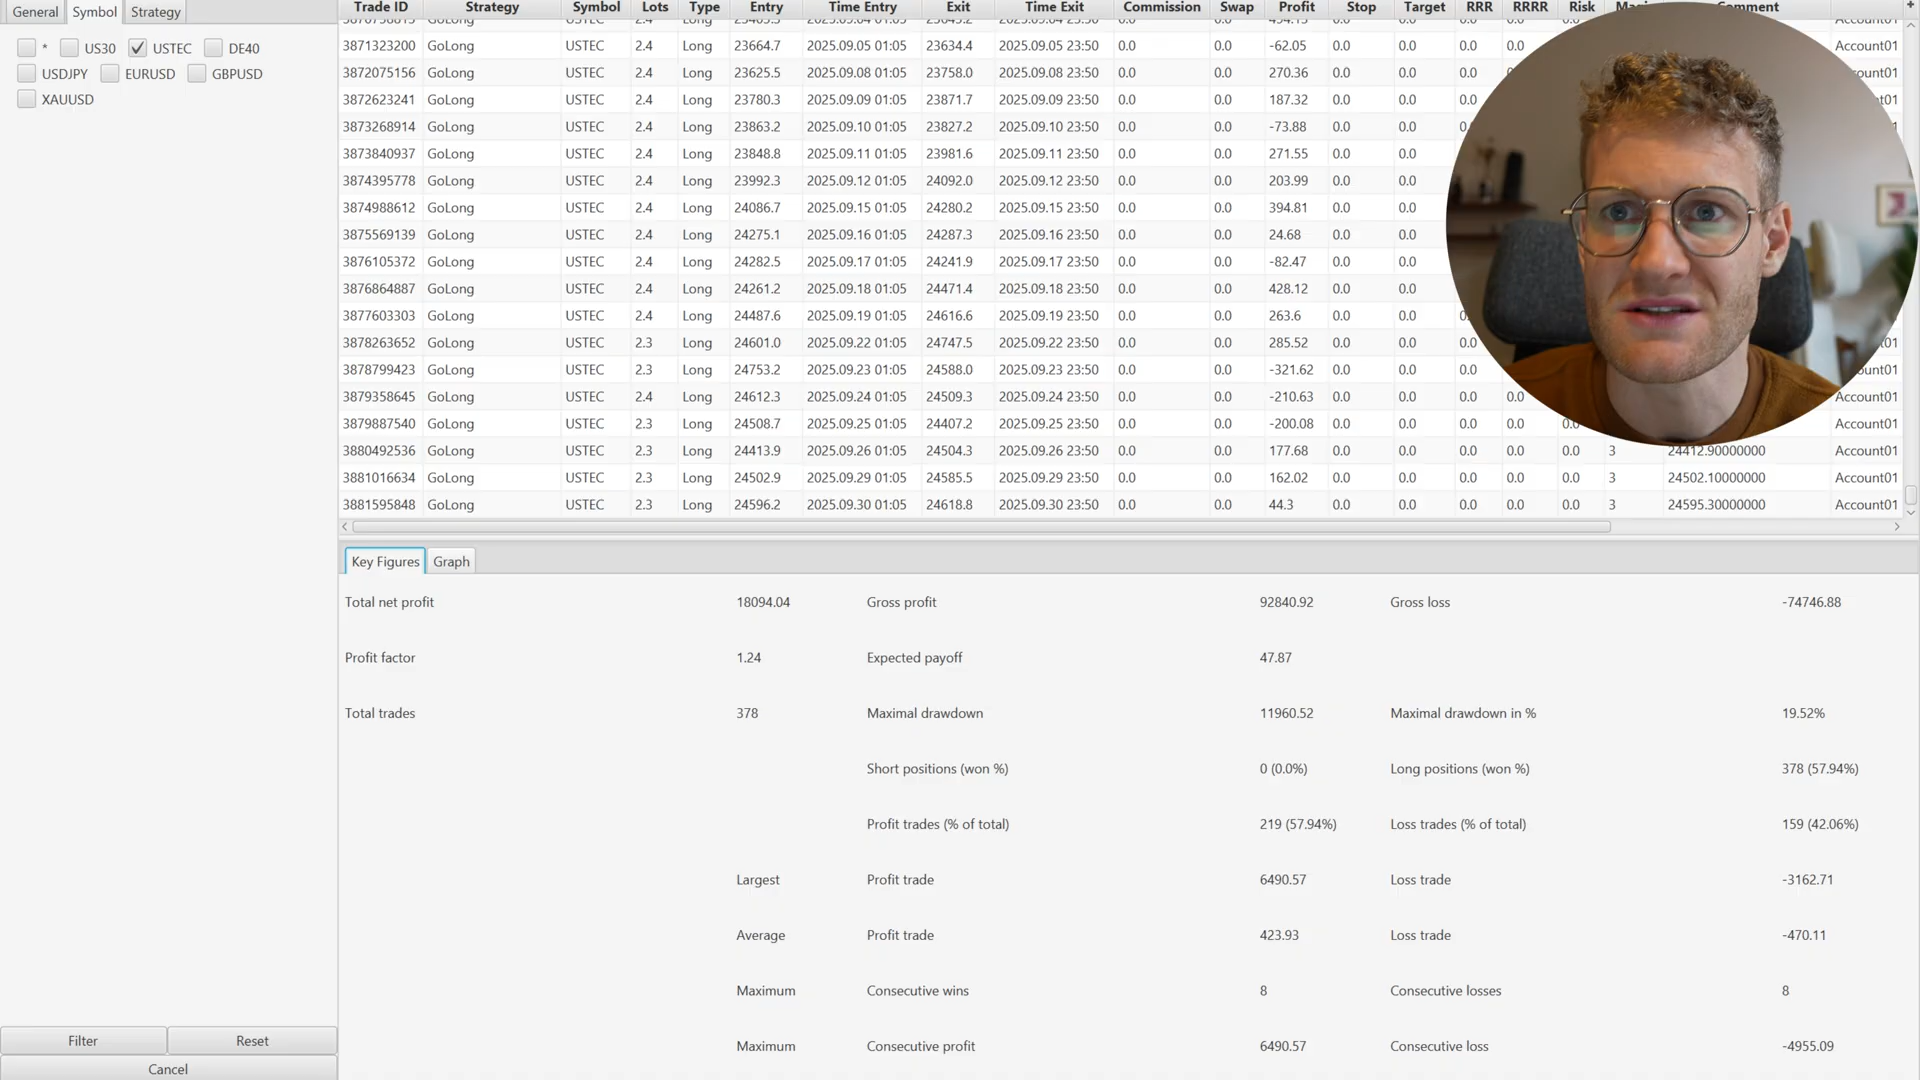 General Symbol Strategy
* US30 USTEC DE40
USDJPY EURUSD GBPUSD
XAUUSD
Trade ID Strategy Symbol Lots Type Entry Time Entry Exit Time Exit Commission Swap Profit Stop Target RRR RRRR Risk Comment
3871323200 GoLong USTEC 2.4 Long 23664.7 2025.09.05 01:05 23634.4 2025.09.05 23:50 0.0 0.0 -62.05 0.0 0.0 0.0 0.0 Account01
3872075156 GoLong USTEC 2.4 Long 23625.5 2025.09.08 01:05 23758.0 2025.09.08 23:50 0.0 0.0 270.36 0.0 0.0 0.0
3872623241 GoLong USTEC 2.4 Long 23780.3 2025.09.09 01:05 23871.7 2025.09.09 23:50 0.0 0.0 187.32 0.0 0.0 0.0
3873268914 GoLong USTEC 2.4 Long 23863.2 2025.09.10 01:05 23827.2 2025.09.10 23:50 0.0 0.0 -73.88 0.0 0.0
3873840937 GoLong USTEC 2.4 Long 23848.8 2025.09.11 01:05 23981.6 2025.09.11 23:50 0.0 0.0 271.55 0.0 0.0
3874395778 GoLong USTEC 2.4 Long 23992.3 2025.09.12 01:05 24092.0 2025.09.12 23:50 0.0 0.0 203.99 0.0 0.0
3874988612 GoLong USTEC 2.4 Long 24086.7 2025.09.15 01:05 24280.2 2025.09.15 23:50 0.0 0.0 394.81 0.0 0.0
3875569139 GoLong USTEC 2.4 Long 24275.1 2025.09.16 01:05 24287.3 2025.09.16 23:50 0.0 0.0 24.68 0.0 0.0
3876105372 GoLong USTEC 2.4 Long 24282.5 2025.09.17 01:05 24241.9 2025.09.17 23:50 0.0 0.0 -82.47 0.0 0.0
3876864887 GoLong USTEC 2.4 Long 24261.2 2025.09.18 01:05 24471.4 2025.09.18 23:50 0.0 0.0 428.12 0.0 0.0
3877603303 GoLong USTEC 2.4 Long 24487.6 2025.09.19 01:05 24616.6 2025.09.19 23:50 0.0 0.0 263.6 0.0 0.0
3878263652 GoLong USTEC 2.3 Long 24601.0 2025.09.22 01:05 24747.5 2025.09.22 23:50 0.0 0.0 285.52 0.0 0.0 0.0
3878799423 GoLong USTEC 2.3 Long 24753.2 2025.09.23 01:05 24588.0 2025.09.23 23:50 0.0 0.0 -321.62 0.0 0.0 0.0
3879358645 GoLong USTEC 2.4 Long 24612.3 2025.09.24 01:05 24509.3 2025.09.24 23:50 0.0 0.0 -210.63 0.0 0.0 0.0 0.0 Account01
3879887540 GoLong USTEC 2.3 Long 24508.7 2025.09.25 01:05 24407.2 2025.09.25 23:50 0.0 0.0 -200.08 0.0 0.0 0.0 0.0 0.0 Account01
3880492536 GoLong USTEC 2.3 Long 24413.9 2025.09.26 01:05 24504.3 2025.09.26 23:50 0.0 0.0 177.68 0.0 0.0 0.0 0.0 0.0 3 24412.90000000 Account01
3881016634 GoLong USTEC 2.3 Long 24502.9 2025.09.29 01:05 24585.5 2025.09.29 23:50 0.0 0.0 162.02 0.0 0.0 0.0 0.0 0.0 3 24502.10000000 Account01
3881595848 GoLong USTEC 2.3 Long 24596.2 2025.09.30 01:05 24618.8 2025.09.30 23:50 0.0 0.0 44.3 0.0 0.0 0.0 0.0 0.0 3 24595.30000000 Account01
Key Figures Graph
Total net profit 18094.04 Gross profit 92840.92 Gross loss -74746.88
Profit factor 1.24 Expected payoff 47.87
Total trades 378 Maximal drawdown 11960.52 Maximal drawdown in % 19.52%
Short positions (won %) 0 (0.0%) Long positions (won %) 378 (57.94%)
Profit trades (% of total) 219 (57.94%) Loss trades (% of total) 159 (42.06%)
Largest Profit trade 6490.57 Loss trade -3162.71
Average Profit trade 423.93 Loss trade -470.11
Maximum Consecutive wins 8 Consecutive losses 8
Maximum Consecutive profit 6490.57 Consecutive loss -4955.09
Filter Reset
Cancel